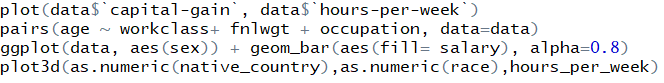 plot(data$`capital-gain`, data$`hours-per-week`)
pairs(age ~ workclass+ fnlwgt + occupation, data=data)
ggplot(data, aes(sex)) + geom_bar(aes(fill= salary), alpha=0.8)
plot3d(as.numeric(native_country),as.numeric(race),hours_per_week)